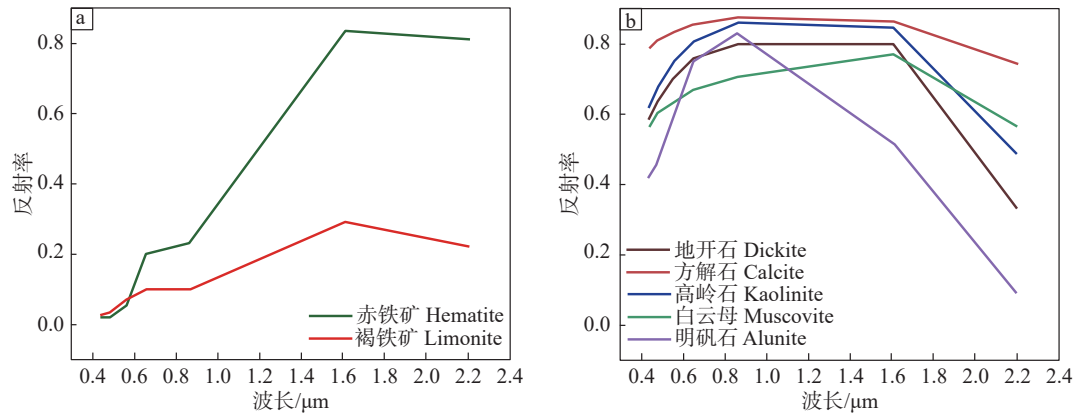 a
0.8
0.6
0.4
0.2
0.0
反射率
赤铁矿 Hematite
褐铁矿 Limonite
0.4 0.6 0.8 1.0 1.2 1.4 1.6 1.8 2.0 2.2 2.4
波长/μm
b
0.8
0.6
0.4
0.2
0.0
反射率
地开石 Dickite
方解石 Calcite
高岭石 Kaolinite
白云母 Muscovite
明矾石 Alunite
0.4 0.6 0.8 1.0 1.2 1.4 1.6 1.8 2.0 2.2 2.4
波长/μm